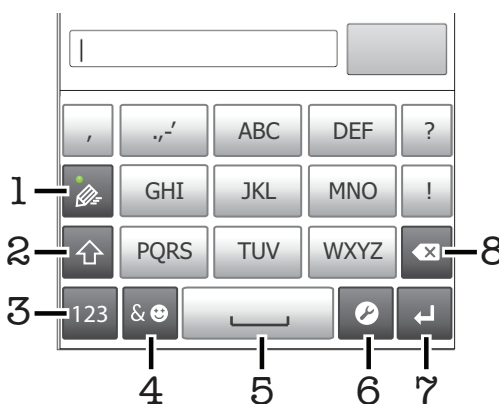 , .,-' ABC DEF ?
1 GHI JKL MNO !
2 PQRS TUV WXYZ 8
3 123 &
4 5 6 7